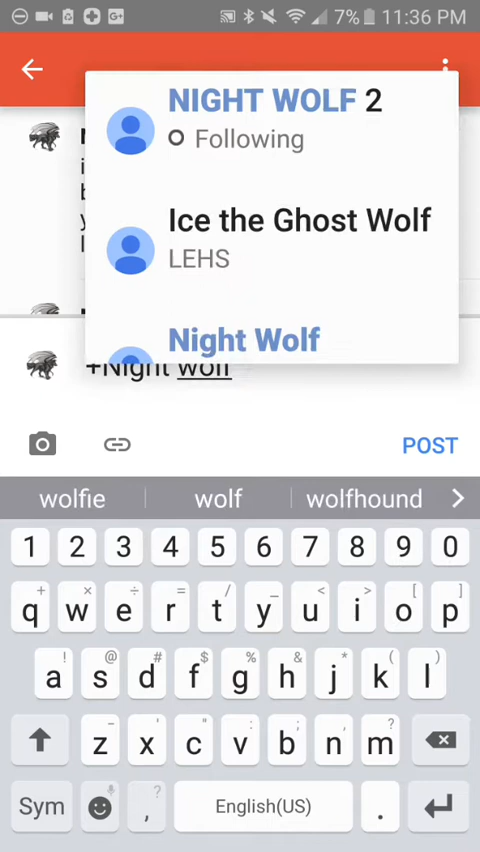 7% 11:36 PM
NIGHT WOLF 2
Following
Ice the Ghost Wolf
LEHS
Night Wolf
+Night wolf
POST
wolfie wolf wolfhound
1 2 3 4 5 6 7 8 9 0
+ × ÷ = / _ < > [ ]
q w e r t y u i o p
! @ # $ % ^ & * ( )
a s d f g h j k l
- ' " : ; , ?
z x c v b n m
Sym , ? English(US) .